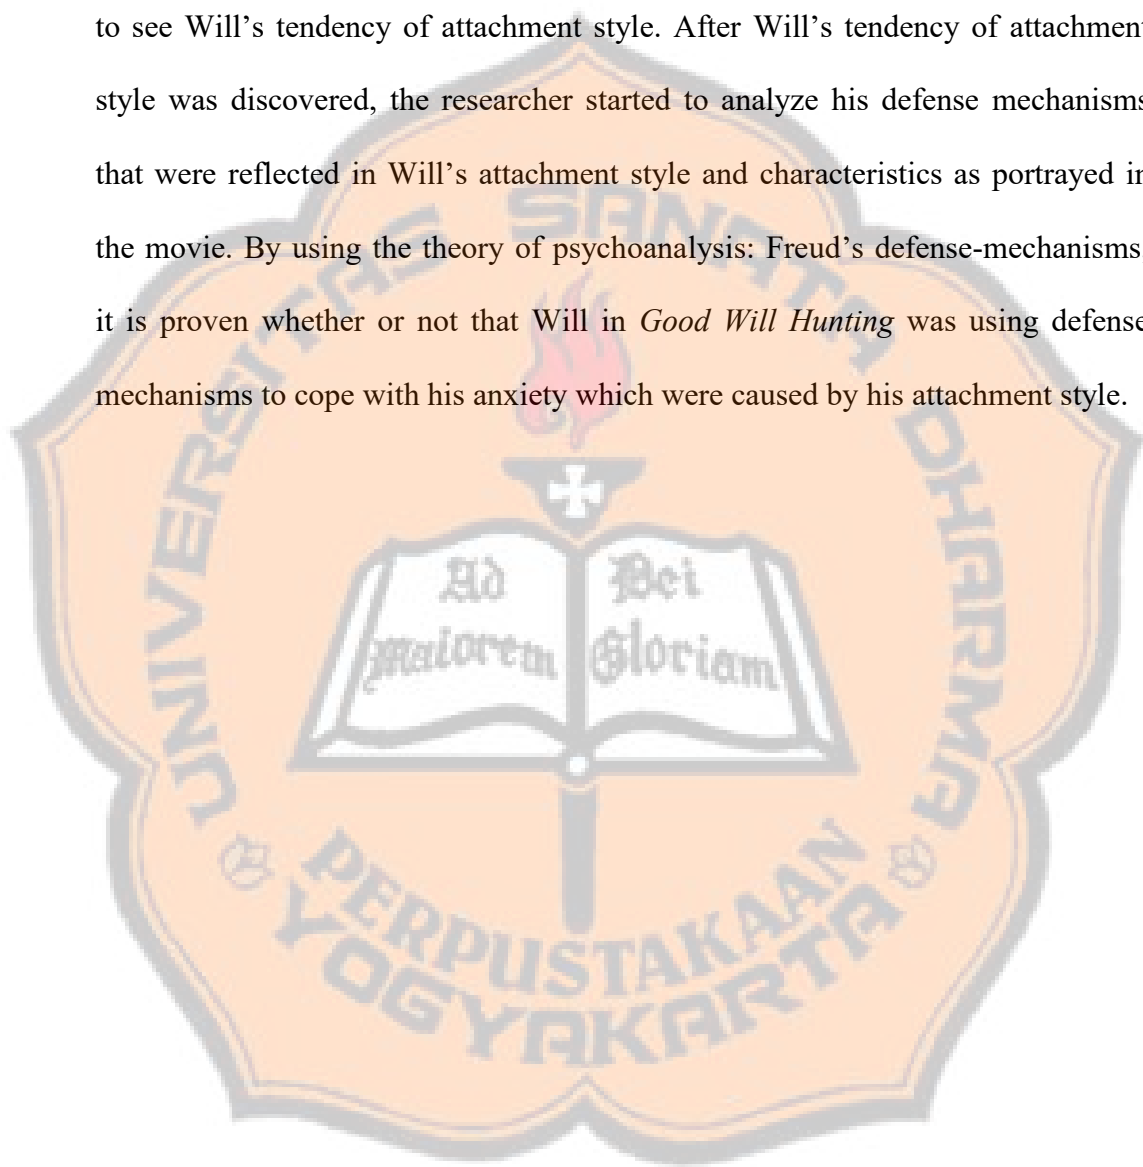 to see Will’s tendency of attachment style. After Will’s tendency of attachment
style was discovered, the researcher started to analyze his defense mechanisms
that were reflected in Will’s attachment style and characteristics as portrayed in
the movie. By using the theory of psychoanalysis: Freud’s defense-mechanisms,
it is proven whether or not that Will in Good Will Hunting was using defense
mechanisms to cope with his anxiety which were caused by his attachment style.
UNIVERSITAS SANATA DHARMA
Ad Dei
Maiorem Gloriam
PERPUSTAKAAN
YOGYAKARTA